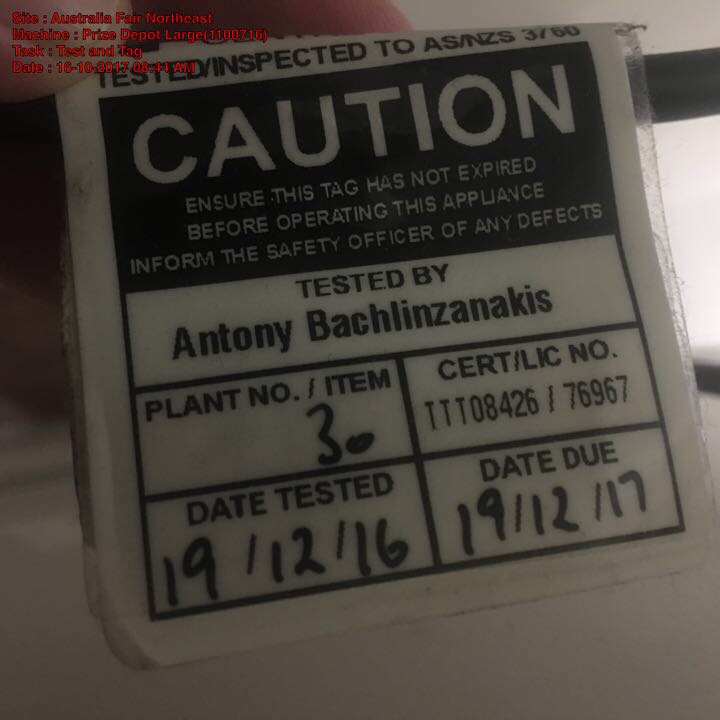 Site : Australia Fair Northeast
Machine : Prize Depot Large(1100716)
Task : Test and Tag
Date : 16-10-2017 08:41 AM
TESTED/INSPECTED TO AS/NZS 3760
CAUTION
ENSURE THIS TAG HAS NOT EXPIRED
BEFORE OPERATING THIS APPLIANCE
INFORM THE SAFETY OFFICER OF ANY DEFECTS
TESTED BY
Antony Bachlinzanakis
PLANT NO. / ITEM
30
CERT/LIC NO.
TTT08426 / 76967
DATE TESTED
19/12/16
DATE DUE
19/12/17